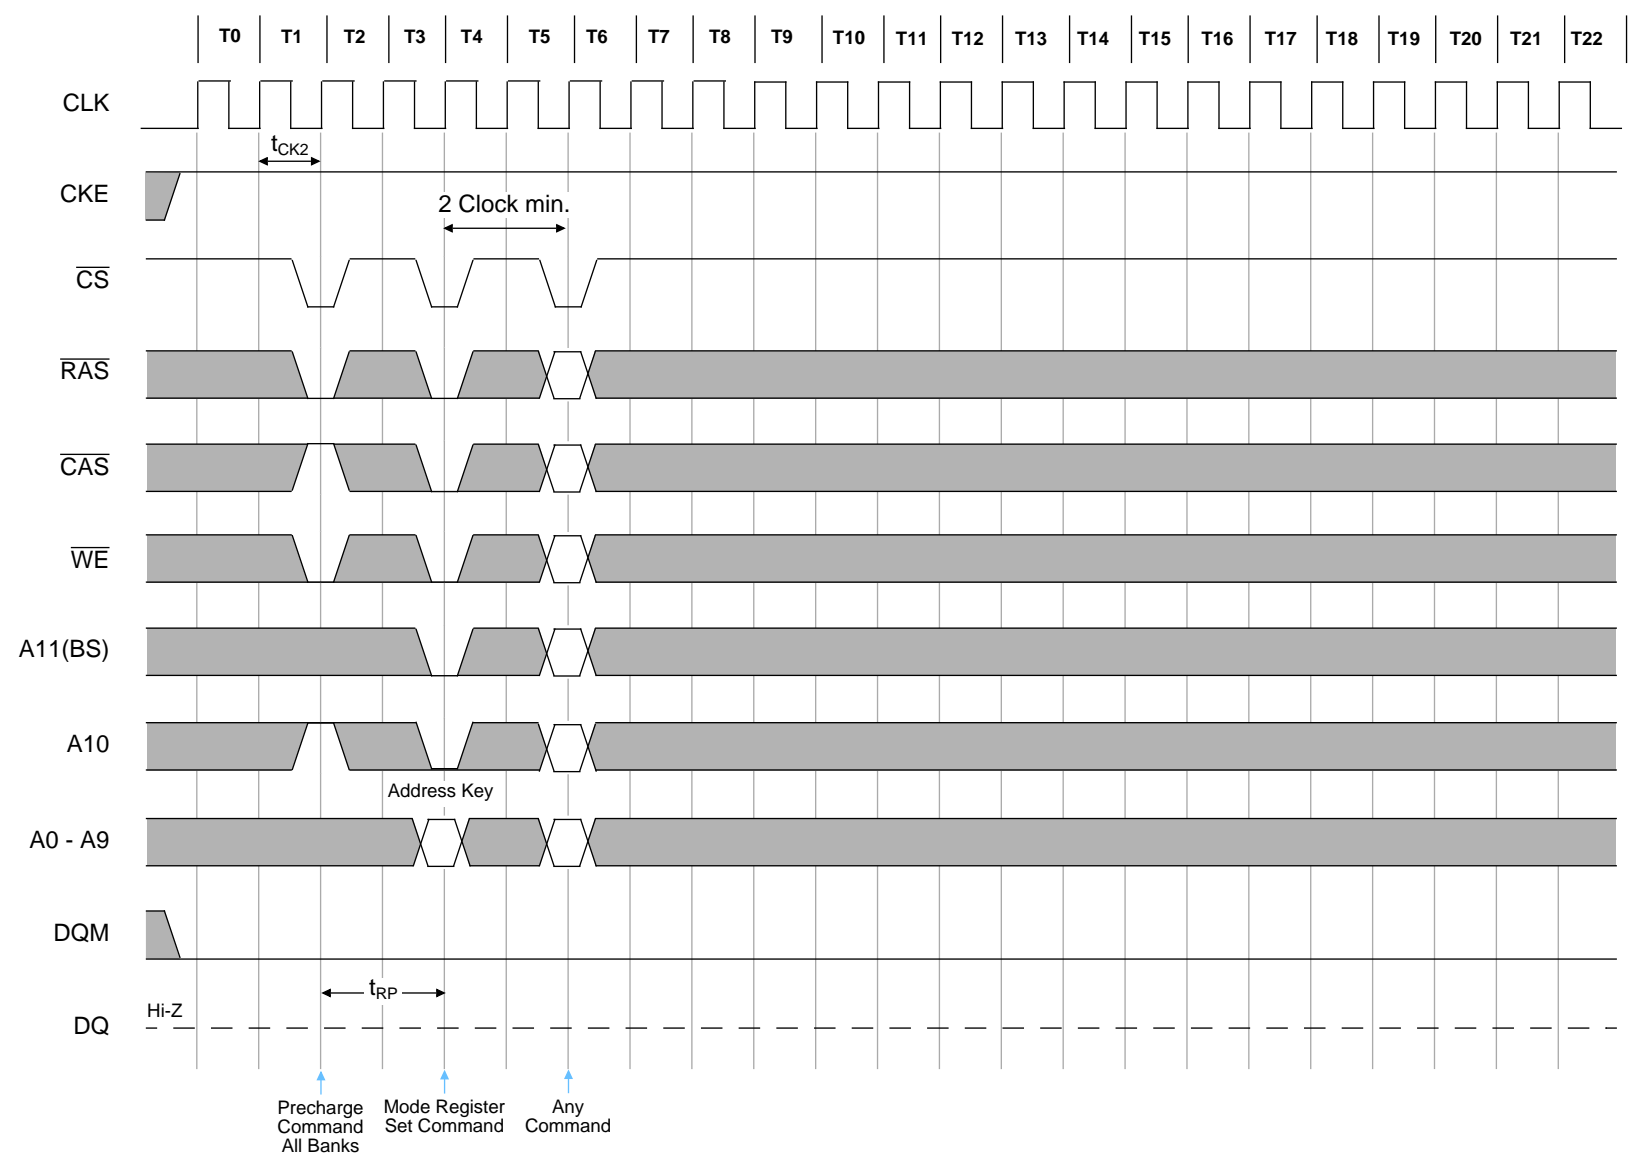 T0 T1 T2 T3 T4 T5 T6 T7 T8 T9 T10 T11 T12 T13 T14 T15 T16 T17 T18 T19 T20 T21 T22
CLK
tCK2
CKE
2 Clock min.
CS
RAS
CAS
WE
A11(BS)
A10
Address Key
A0 - A9
DQM
tRP
Hi-Z
DQ
Precharge
Command
All Banks
Mode Register
Set Command
Any
Command